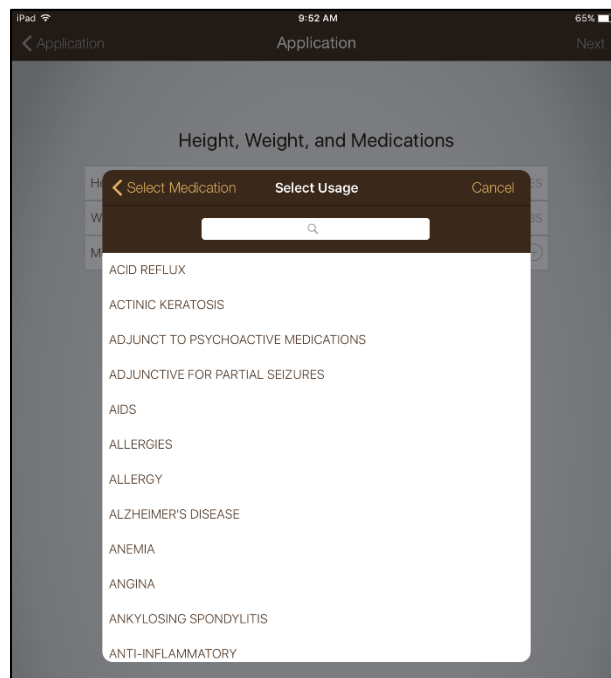 iPad 9:52 AM 65%
Application Application Next
Height, Weight, and Medications
Select Medication Select Usage Cancel
ACID REFLUX
ACTINIC KERATOSIS
ADJUNCT TO PSYCHOACTIVE MEDICATIONS
ADJUNCTIVE FOR PARTIAL SEIZURES
AIDS
ALLERGIES
ALLERGY
ALZHEIMER'S DISEASE
ANEMIA
ANGINA
ANKYLOSING SPONDYLITIS
ANTI-INFLAMMATORY